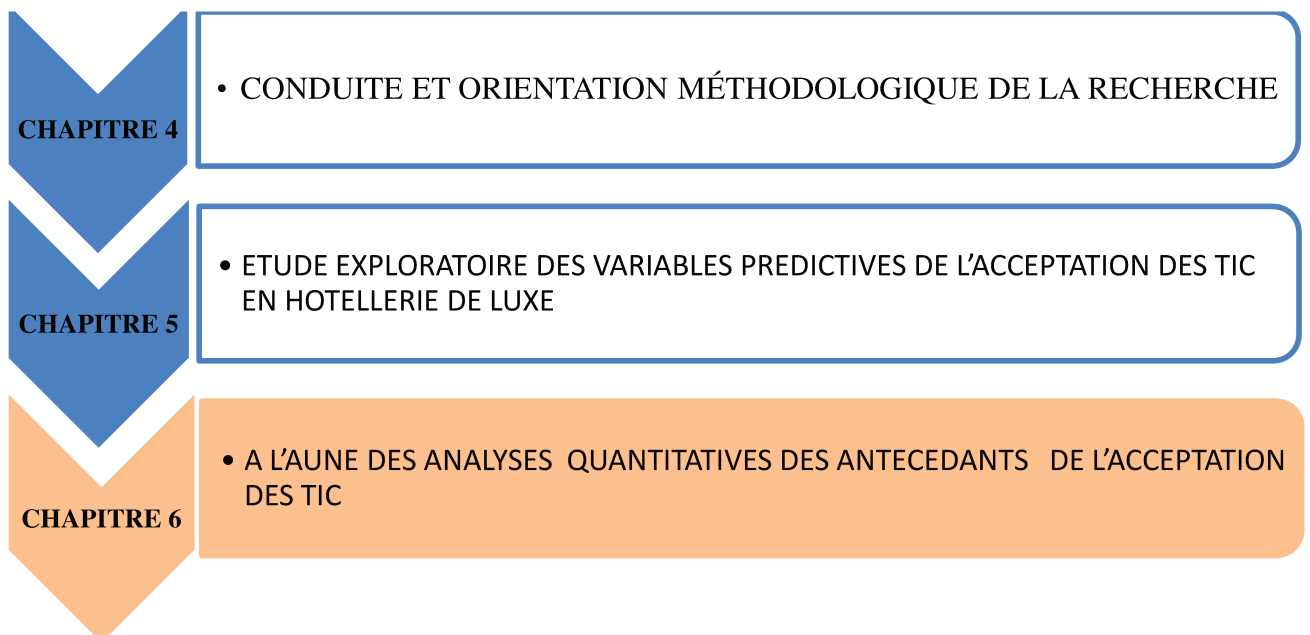 • CONDUITE ET ORIENTATION MÉTHODOLOGIQUE DE LA RECHERCHE
CHAPITRE 4
• ETUDE EXPLORATOIRE DES VARIABLES PREDICTIVES DE L’ACCEPTATION DES TIC
EN HOTELLERIE DE LUXE
CHAPITRE 5
• A L’AUNE DES ANALYSES QUANTITATIVES DES ANTECEDANTS DE L’ACCEPTATION
DES TIC
CHAPITRE 6